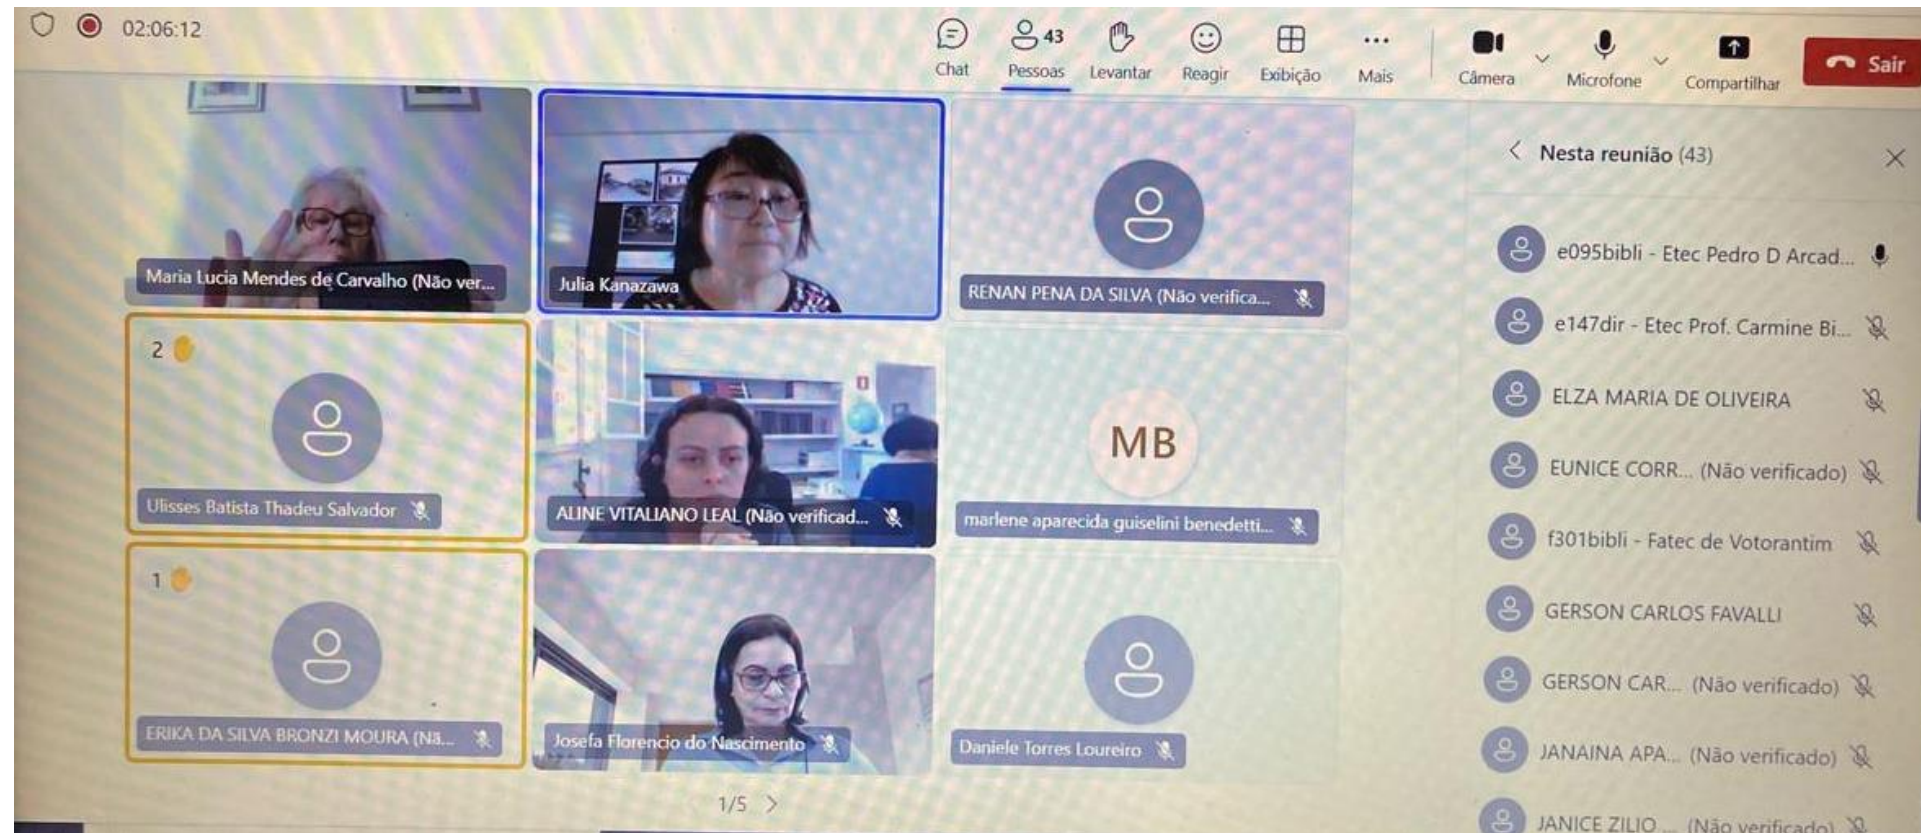 02:06:12
43
Chat
Pessoas
Levantar
Reagir
Exibição
Mais
Câmera
Microfone
Compartilhar
Sair
Maria Lucia Mendes de Carvalho (Não ver...
Julia Kanazawa
RENAN PENA DA SILVA (Não verifica...
2
Ulisses Batista Thadeu Salvador
ALINE VITALIANO LEAL (Não verificad...
MB
marlene aparecida guiselini benedetti...
1
ERIKA DA SILVA BRONZI MOURA (Nã...
Josefa Florencio do Nascimento
Daniele Torres Loureiro
1/5
Nesta reunião (43)
e095bibli - Etec Pedro D Arcad...
e147dir - Etec Prof. Carmine Bi...
ELZA MARIA DE OLIVEIRA
EUNICE CORR... (Não verificado)
f301bibli - Fatec de Votorantim
GERSON CARLOS FAVALLI
GERSON CAR... (Não verificado)
JANAINA APA... (Não verificado)
JANICE ZILIO ... (Não verificado)